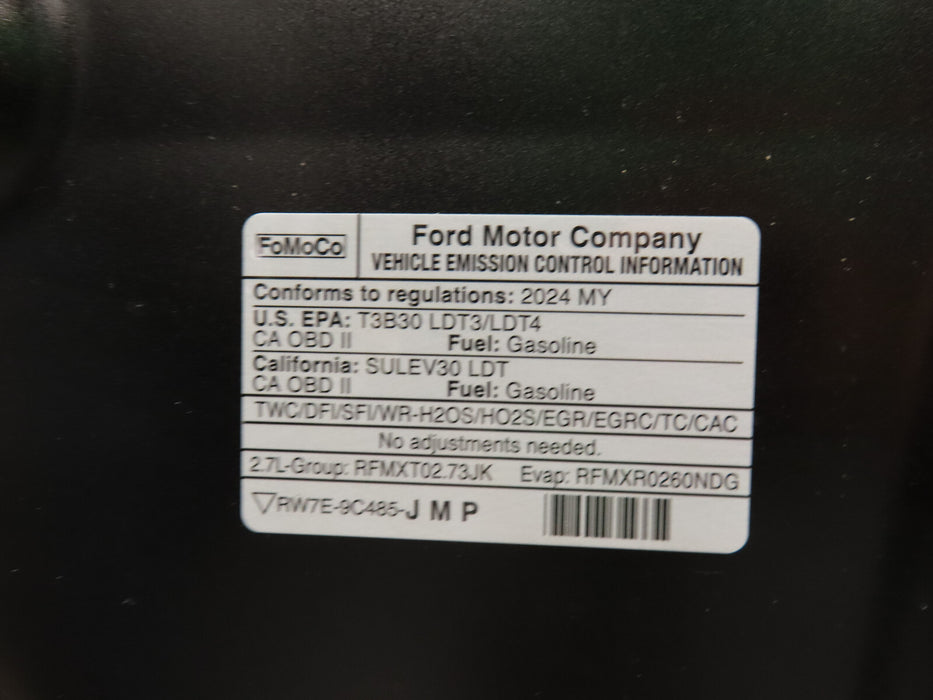 FoMoCo
Ford Motor Company
VEHICLE EMISSION CONTROL INFORMATION
Conforms to regulations: 2024 MY
U.S. EPA: T3B30 LDT3/LDT4
CA OBD II Fuel: Gasoline
California: SULEV30 LDT
CA OBD II Fuel: Gasoline
TWC/DFI/SFI/WR-H2OS/HO2S/EGR/EGRC/TC/CAC
No adjustments needed.
2.7L-Group: RFMXT02.73JK Evap: RFMXR0260NDG
RW7E-9C485-J M P